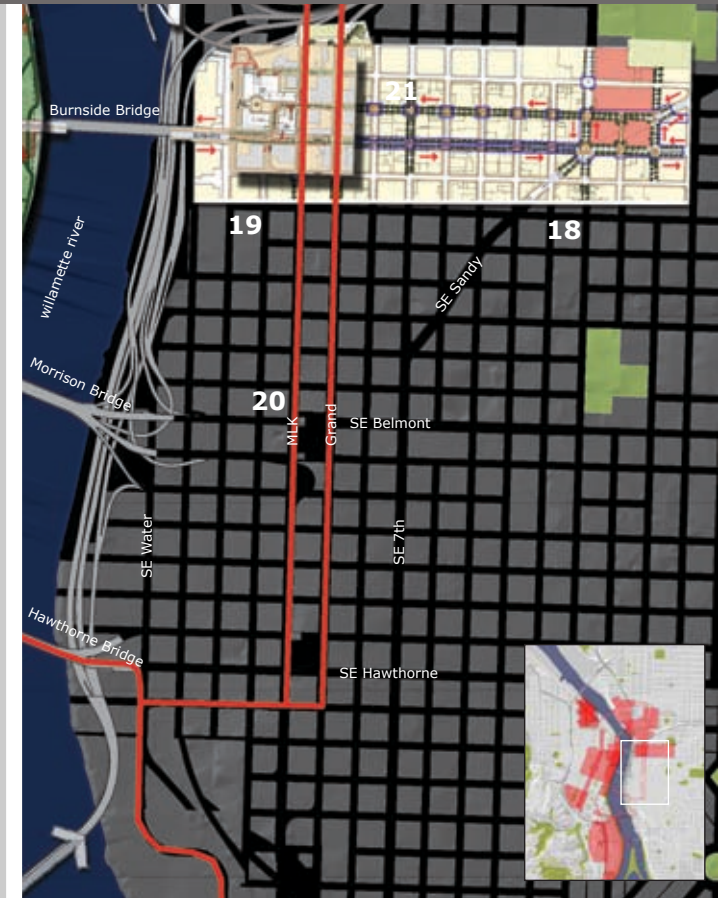 21
Burnside Bridge
19
18
willamette river
SE Sandy
Morrison Bridge
20
MLK
Grand
SE Belmont
SE Water
SE 7th
Hawthorne Bridge
SE Hawthorne